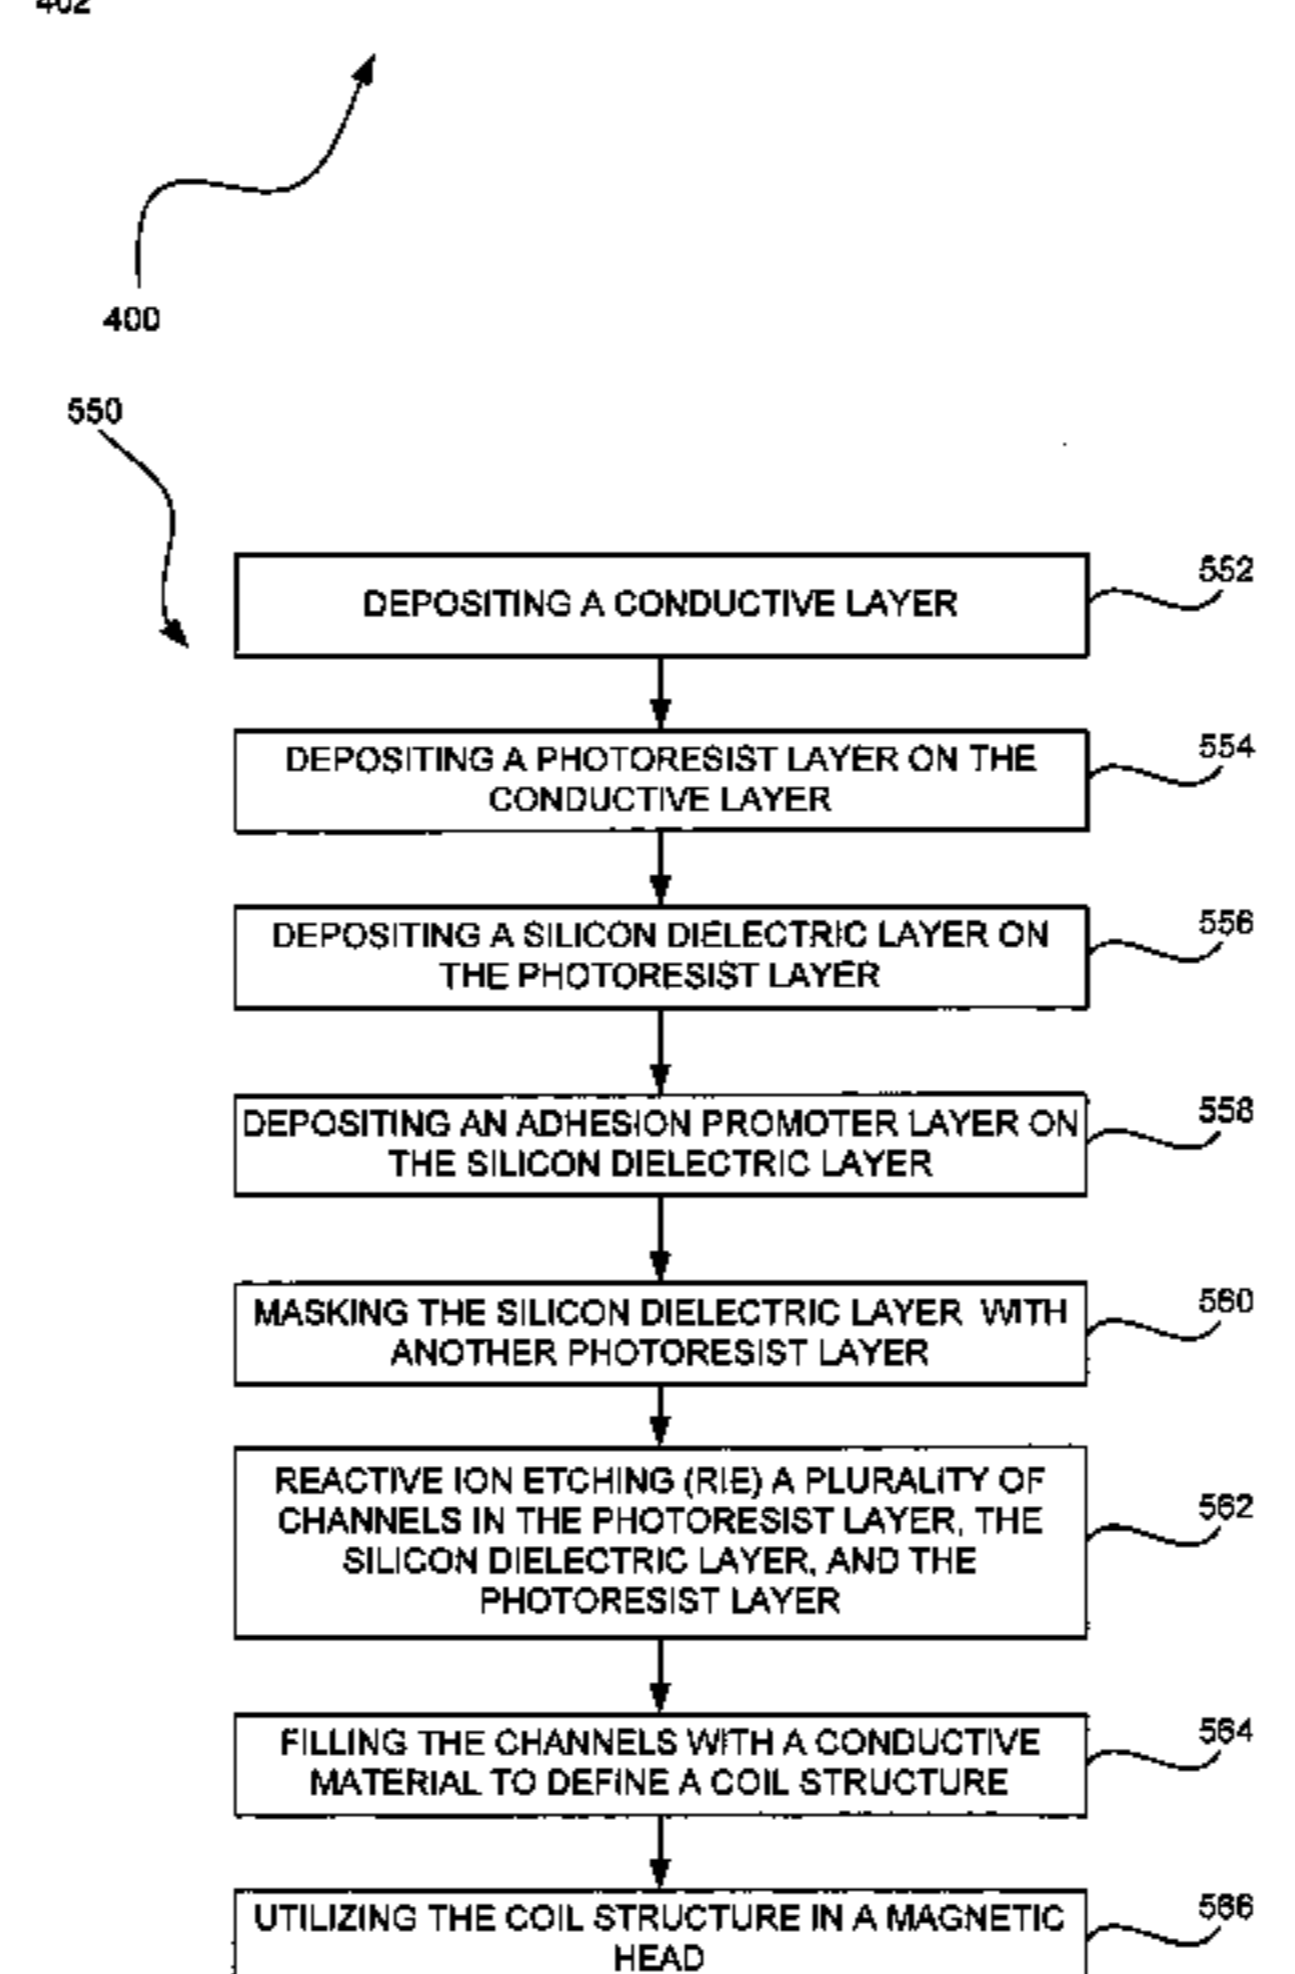 402
400
550
DEPOSITING A CONDUCTIVE LAYER
552
DEPOSITING A PHOTORESIST LAYER ON THE
CONDUCTIVE LAYER
554
DEPOSITING A SILICON DIELECTRIC LAYER ON
THE PHOTORESIST LAYER
556
DEPOSITING AN ADHESION PROMOTER LAYER ON
THE SILICON DIELECTRIC LAYER
558
MASKING THE SILICON DIELECTRIC LAYER WITH
ANOTHER PHOTORESIST LAYER
560
REACTIVE ION ETCHING (RIE) A PLURALITY OF
CHANNELS IN THE PHOTORESIST LAYER, THE
SILICON DIELECTRIC LAYER, AND THE
PHOTORESIST LAYER
562
FILLING THE CHANNELS WITH A CONDUCTIVE
MATERIAL TO DEFINE A COIL STRUCTURE
564
UTILIZING THE COIL STRUCTURE IN A MAGNETIC
HEAD
566